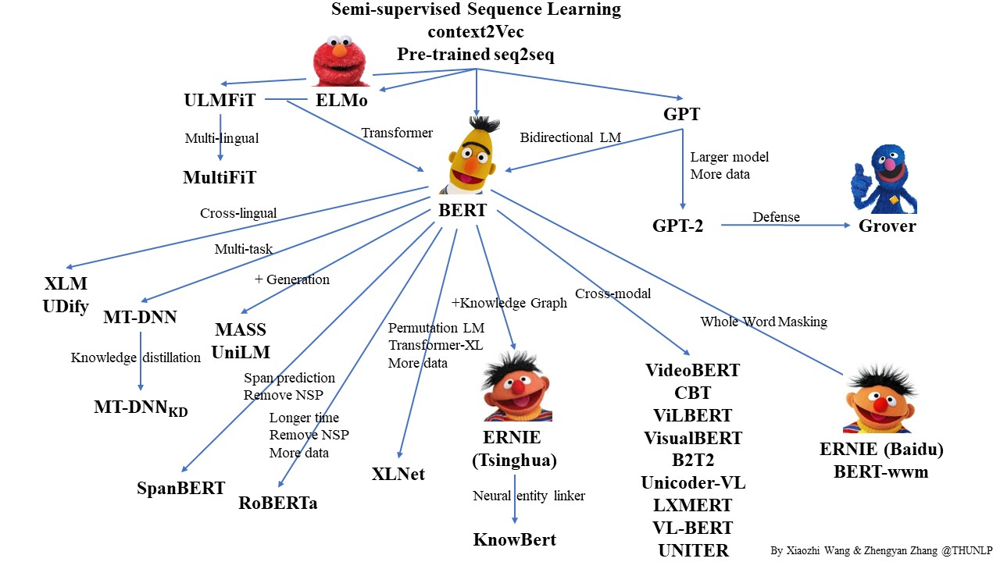 Semi-supervised Sequence Learning
context2Vec
Pre-trained seq2seq
ULMFiT
ELMo
GPT
Multi-lingual
Transformer
Bidirectional LM
Larger model
More data
MultiFiT
BERT
GPT-2
Defense
Grover
Cross-lingual
Multi-task
+ Generation
+Knowledge Graph
Cross-modal
Whole Word Masking
XLM
UDify
MT-DNN
MASS
UniLM
Permutation LM
Transformer-XL
More data
Knowledge distillation
Span prediction
Remove NSP
MT-DNNKD
Longer time
Remove NSP
More data
VideoBERT
CBT
ViLBERT
VisualBERT
B2T2
Unicoder-VL
LXMERT
VL-BERT
UNITER
ERNIE
(Tsinghua)
ERNIE (Baidu)
BERT-wwm
SpanBERT
RoBERTa
XLNet
Neural entity linker
KnowBert
By Xiaozhi Wang & Zhengyan Zhang @THUNLP